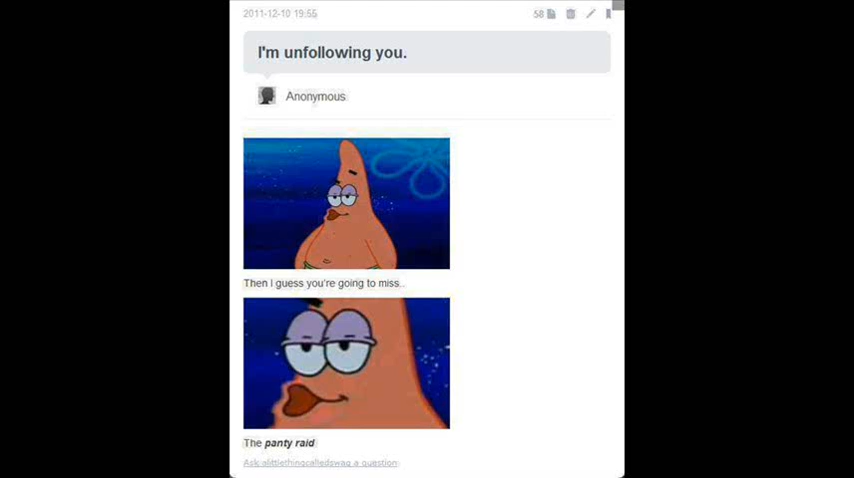 2011-12-10 19:55
58
I'm unfollowing you.
Anonymous
Then I guess you're going to miss..
The panty raid
Ask alittlethingcalledswag a question